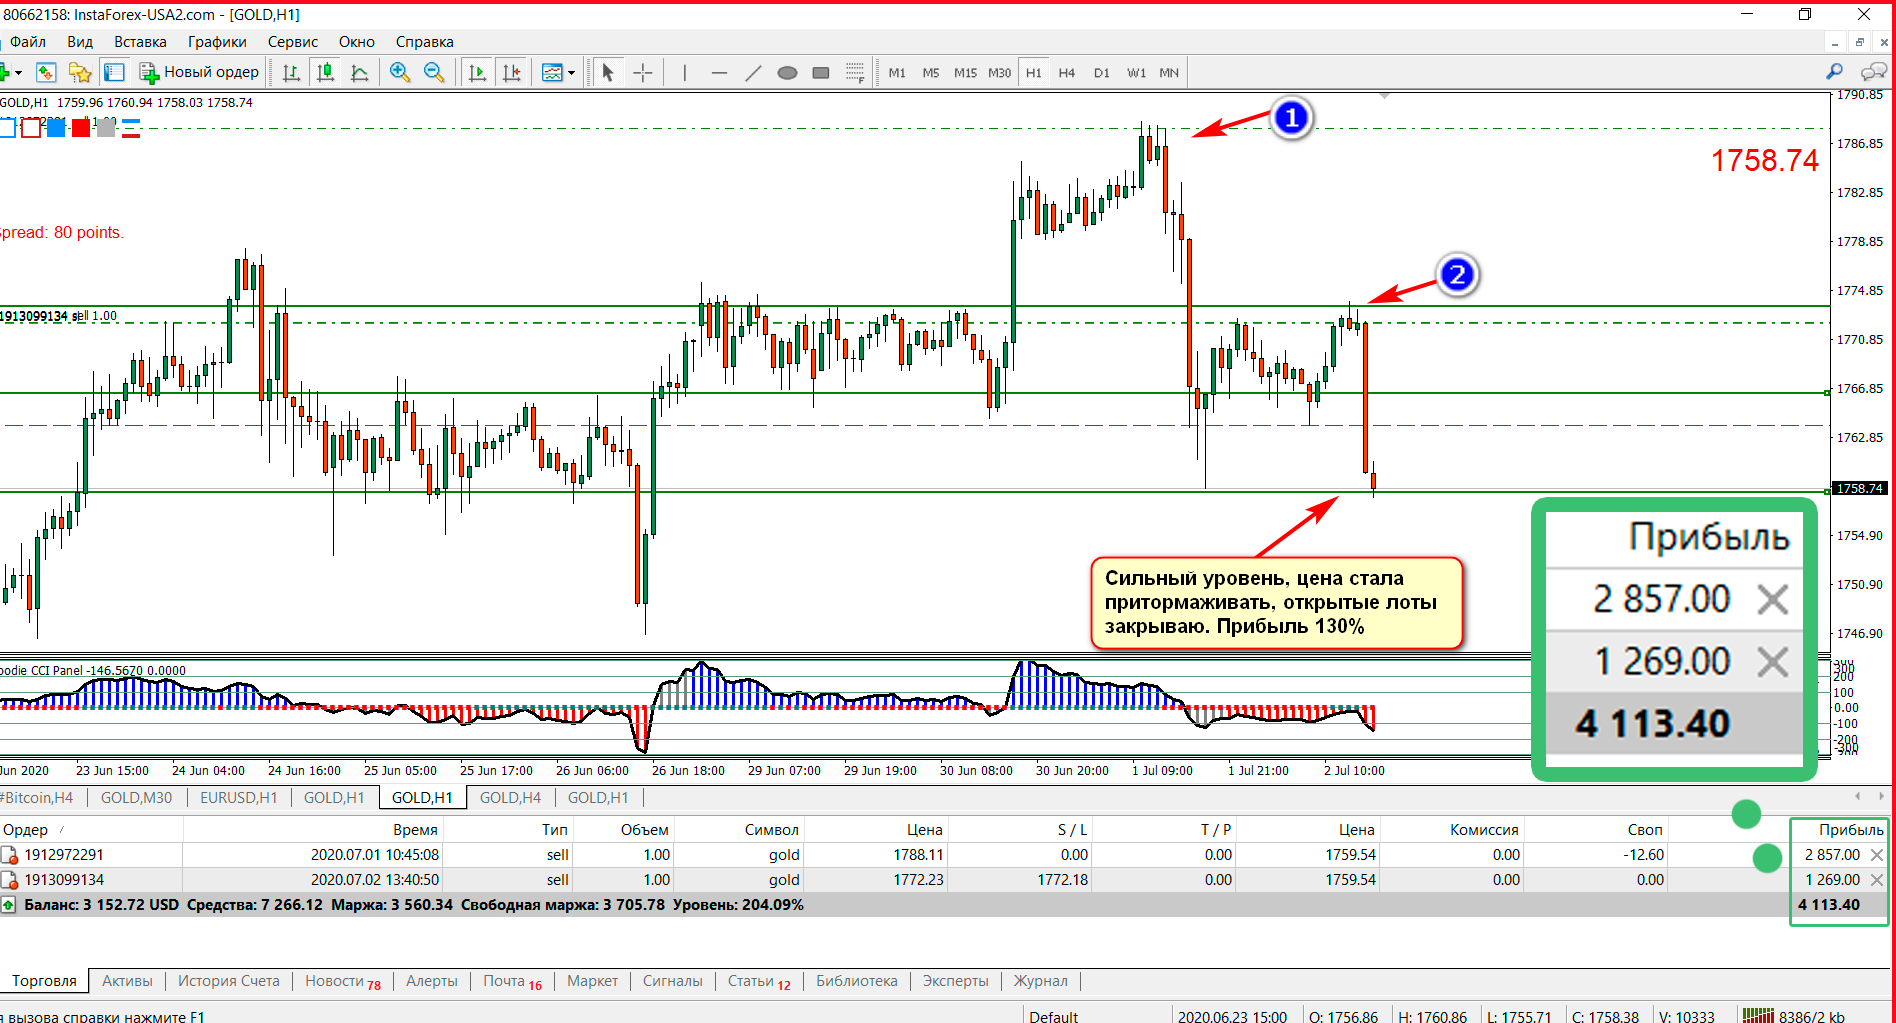 80662158: InstaForex-USA2.com - [GOLD,H1]
Файл Вид Вставка Графики Сервис Окно Справка
Новый ордер M1 M5 M15 M30 H1 H4 D1 W1 MN
GOLD,H1 1759.96 1760.94 1758.03 1758.74
1790.85
1
1786.85
1758.74
1782.85
Spread: 80 points.
1778.85
2
1774.85
1913099134 sell 1.00
1770.85
1766.85
1762.85
1758.74
1754.90
1750.90
1746.90
Сильный уровень, цена стала
притормаживать, открытые лоты
закрываю. Прибыль 130%
Прибыль
2 857.00
1 269.00
4 113.40
oodie CCI Panel -146.5670 0.0000
300
200
100
0.00
-100
-200
-300
Jun 2020 23 Jun 15:00 24 Jun 04:00 24 Jun 16:00 25 Jun 05:00 25 Jun 17:00 26 Jun 06:00 26 Jun 18:00 29 Jun 07:00 29 Jun 19:00 30 Jun 08:00 30 Jun 20:00 1 Jul 09:00 1 Jul 21:00 2 Jul 10:00
#Bitcoin,H4 GOLD,M30 EURUSD,H1 GOLD,H1 GOLD,H1 GOLD,H4 GOLD,H1
Ордер / Время Тип Объем Символ Цена S / L T / P Цена Комиссия Своп Прибыль
1912972291 2020.07.01 10:45:08 sell 1.00 gold 1788.11 0.00 0.00 1759.54 0.00 -12.60 2 857.00
1913099134 2020.07.02 13:40:50 sell 1.00 gold 1772.23 1772.18 0.00 1759.54 0.00 0.00 1 269.00
Баланс: 3 152.72 USD Средства: 7 266.12 Маржа: 3 560.34 Свободная маржа: 3 705.78 Уровень: 204.09% 4 113.40
Торговля Активы История Счета Новости 78 Алерты Почта 16 Маркет Сигналы Статьи 12 Библиотека Эксперты Журнал
я вызова справки нажмите F1 Default 2020.06.23 15:00 O: 1756.86 H: 1760.86 L: 1755.71 C: 1758.38 V: 10333 8386/2 kb